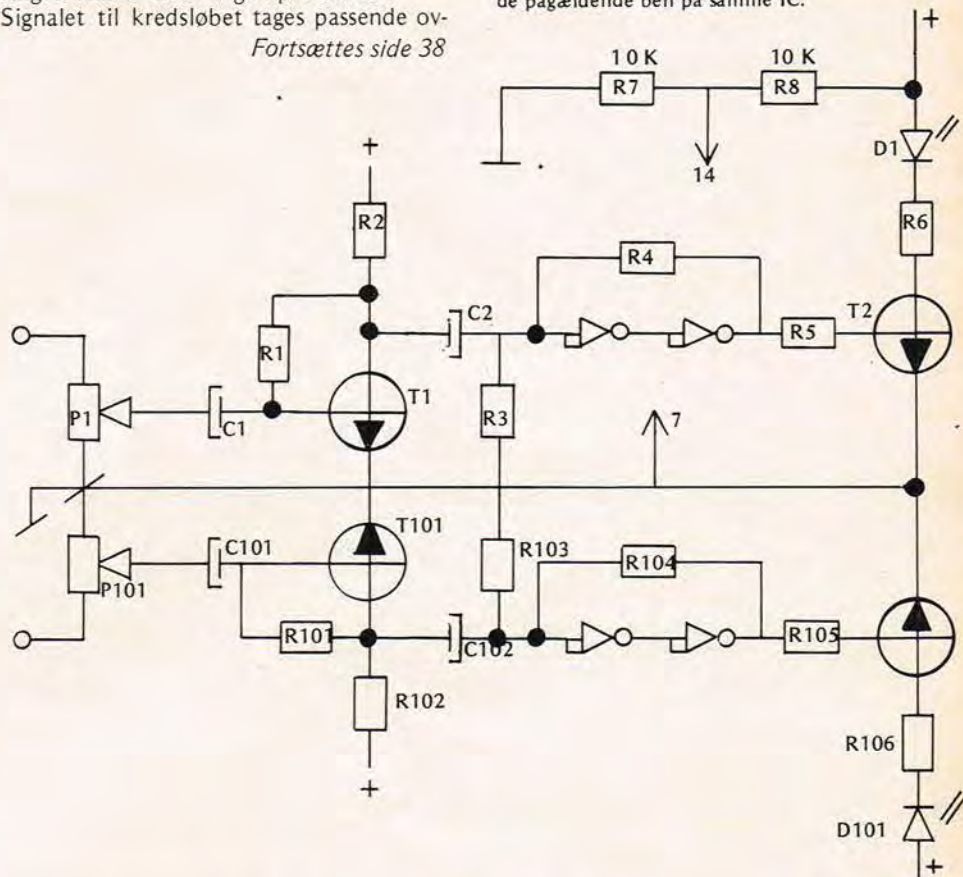 Signalet til kredsløbet tages passende ov-
Fortsættes side 38
de pågældende ben på samme IC.
+
10 K
10 K
R7
R8
D1
14
+
R2
R6
R4
C2
T2
R1
R5
T1
P1
R3
7
C1
T101
C101
R103
R104
P101
R101
C102
R105
R102
R106
+
D101
+